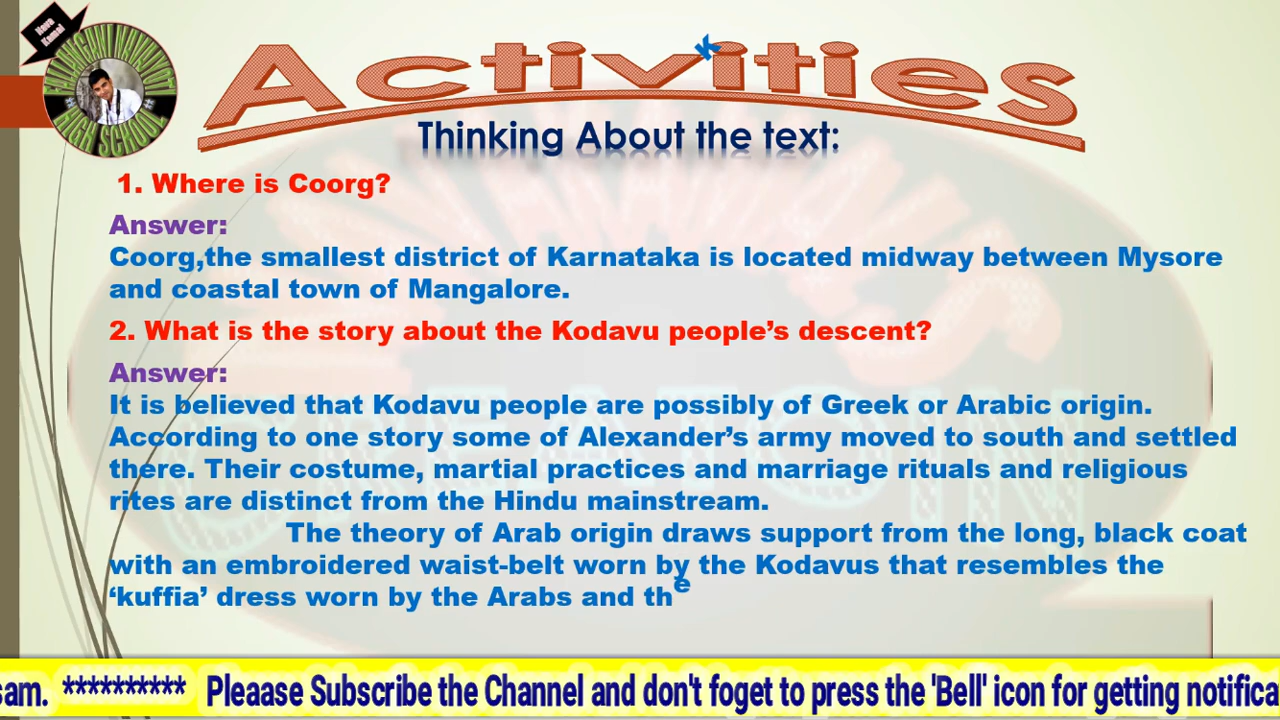 Nava Kamal
HIGH SCHOOL
Activities
k
Thinking About the text:
1. Where is Coorg?
Answer:
Coorg,the smallest district of Karnataka is located midway between Mysore
and coastal town of Mangalore.
2. What is the story about the Kodavu people’s descent?
Answer:
It is believed that Kodavu people are possibly of Greek or Arabic origin.
According to one story some of Alexander’s army moved to south and settled
there. Their costume, martial practices and marriage rituals and religious
rites are distinct from the Hindu mainstream.
The theory of Arab origin draws support from the long, black coat
with an embroidered waist-belt worn by the Kodavus that resembles the
‘kuffia’ dress worn by the Arabs and the
sam. ********** Pleaase Subscribe the Channel and don't foget to press the 'Bell' icon for getting notifica